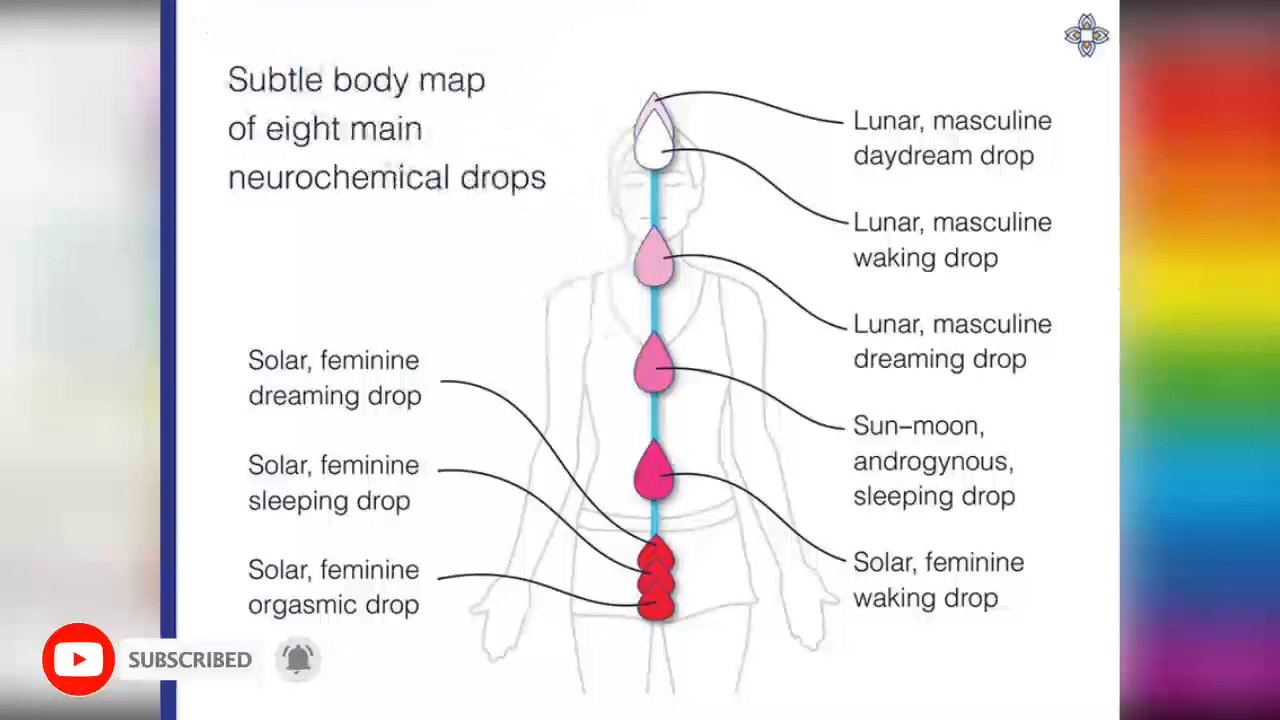 Subtle body map
of eight main
neurochemical drops
Lunar, masculine
daydream drop
Lunar, masculine
waking drop
Lunar, masculine
dreaming drop
Sun–moon,
androgynous,
sleeping drop
Solar, feminine
waking drop
Solar, feminine
dreaming drop
Solar, feminine
sleeping drop
Solar, feminine
orgasmic drop
SUBSCRIBED